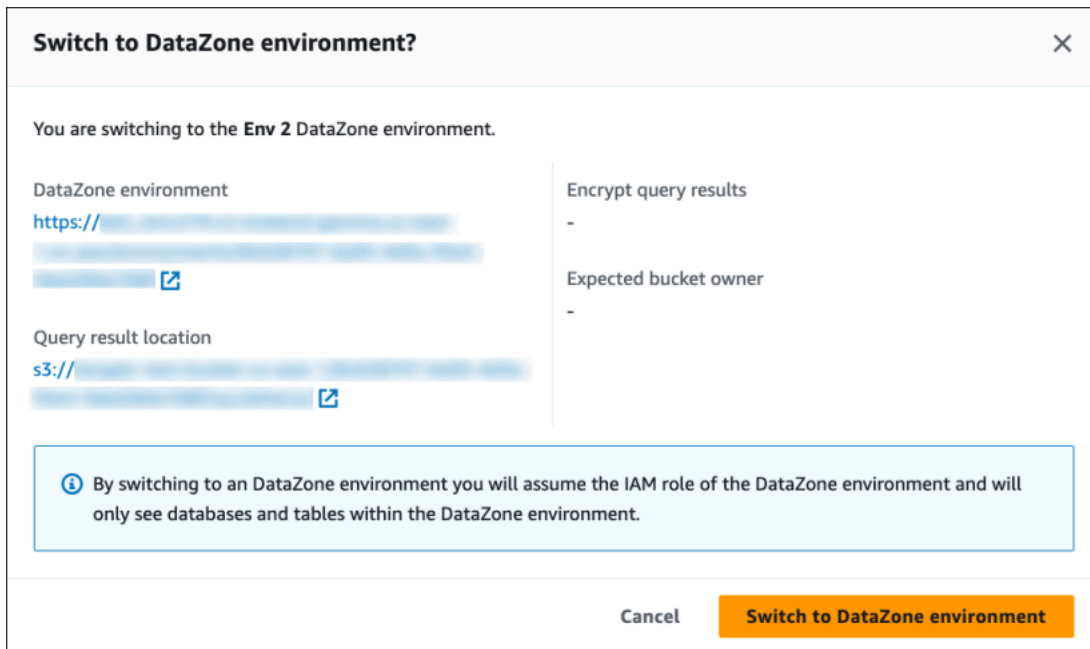 Switch to DataZone environment?
You are switching to the Env 2 DataZone environment.
DataZone environment
https://
Query result location
s3://
Encrypt query results
-
Expected bucket owner
-
By switching to an DataZone environment you will assume the IAM role of the DataZone environment and will
only see databases and tables within the DataZone environment.
Cancel
Switch to DataZone environment